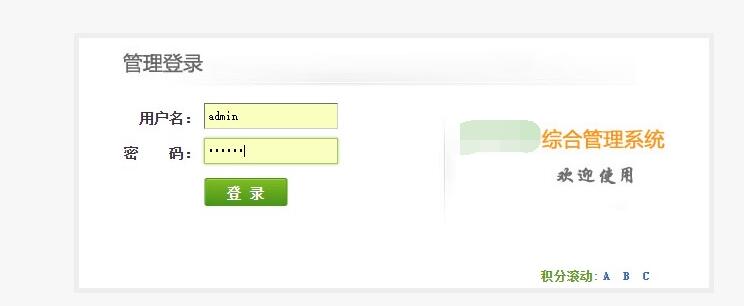 管理登录
用户名: admin
密 码: ••••••
登 录
综合管理系统
欢迎使用
积分滚动: A B C